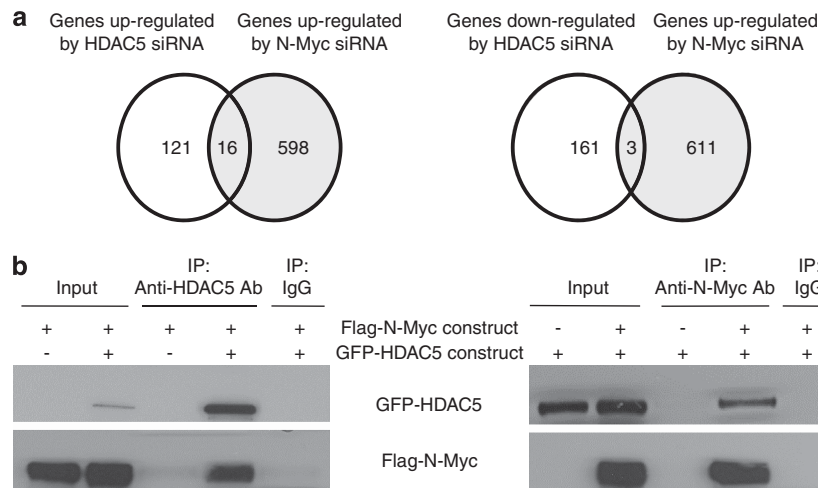 a
Genes up-regulated by HDAC5 siRNA
Genes up-regulated by N-Myc siRNA
121 16 598
Genes down-regulated by HDAC5 siRNA
Genes up-regulated by N-Myc siRNA
161 3 611
b
Input
IP: Anti-HDAC5 Ab
IP: IgG
Input
IP: Anti-N-Myc Ab
IP: IgG
+ + + + + Flag-N-Myc construct - + - + +
- + - + + GFP-HDAC5 construct + + + + +
GFP-HDAC5
Flag-N-Myc